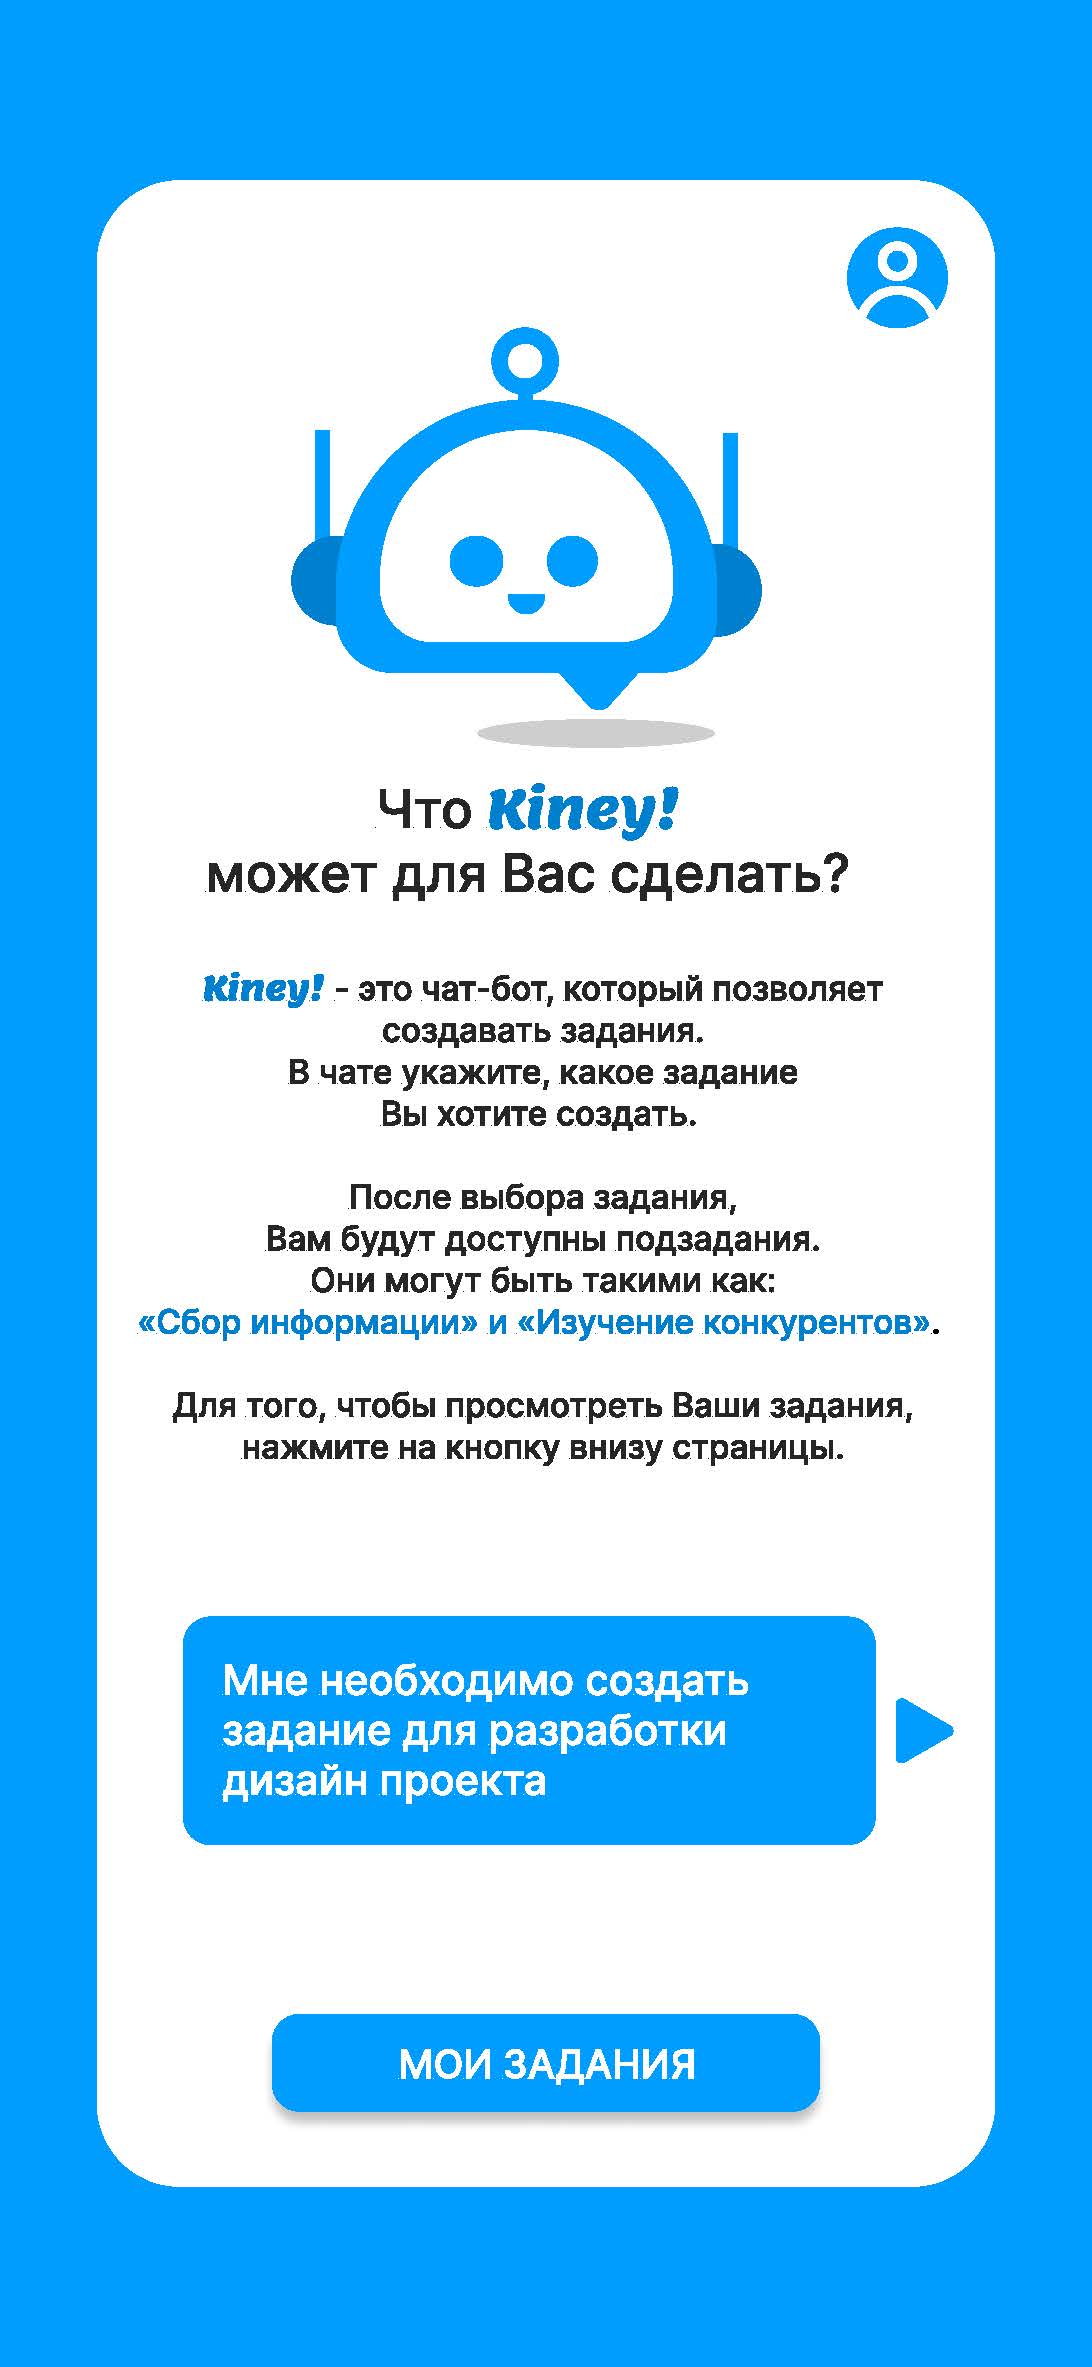 Что Kiney!
может для Вас сделать?
Kiney! - это чат-бот, который позволяет
создавать задания.
В чате укажите, какое задание
Вы хотите создать.
После выбора задания,
Вам будут доступны подзадания.
Они могут быть такими как:
«Сбор информации» и «Изучение конкурентов».
Для того, чтобы просмотреть Ваши задания,
нажмите на кнопку внизу страницы.
Мне необходимо создать
задание для разработки
дизайн проекта
МОИ ЗАДАНИЯ